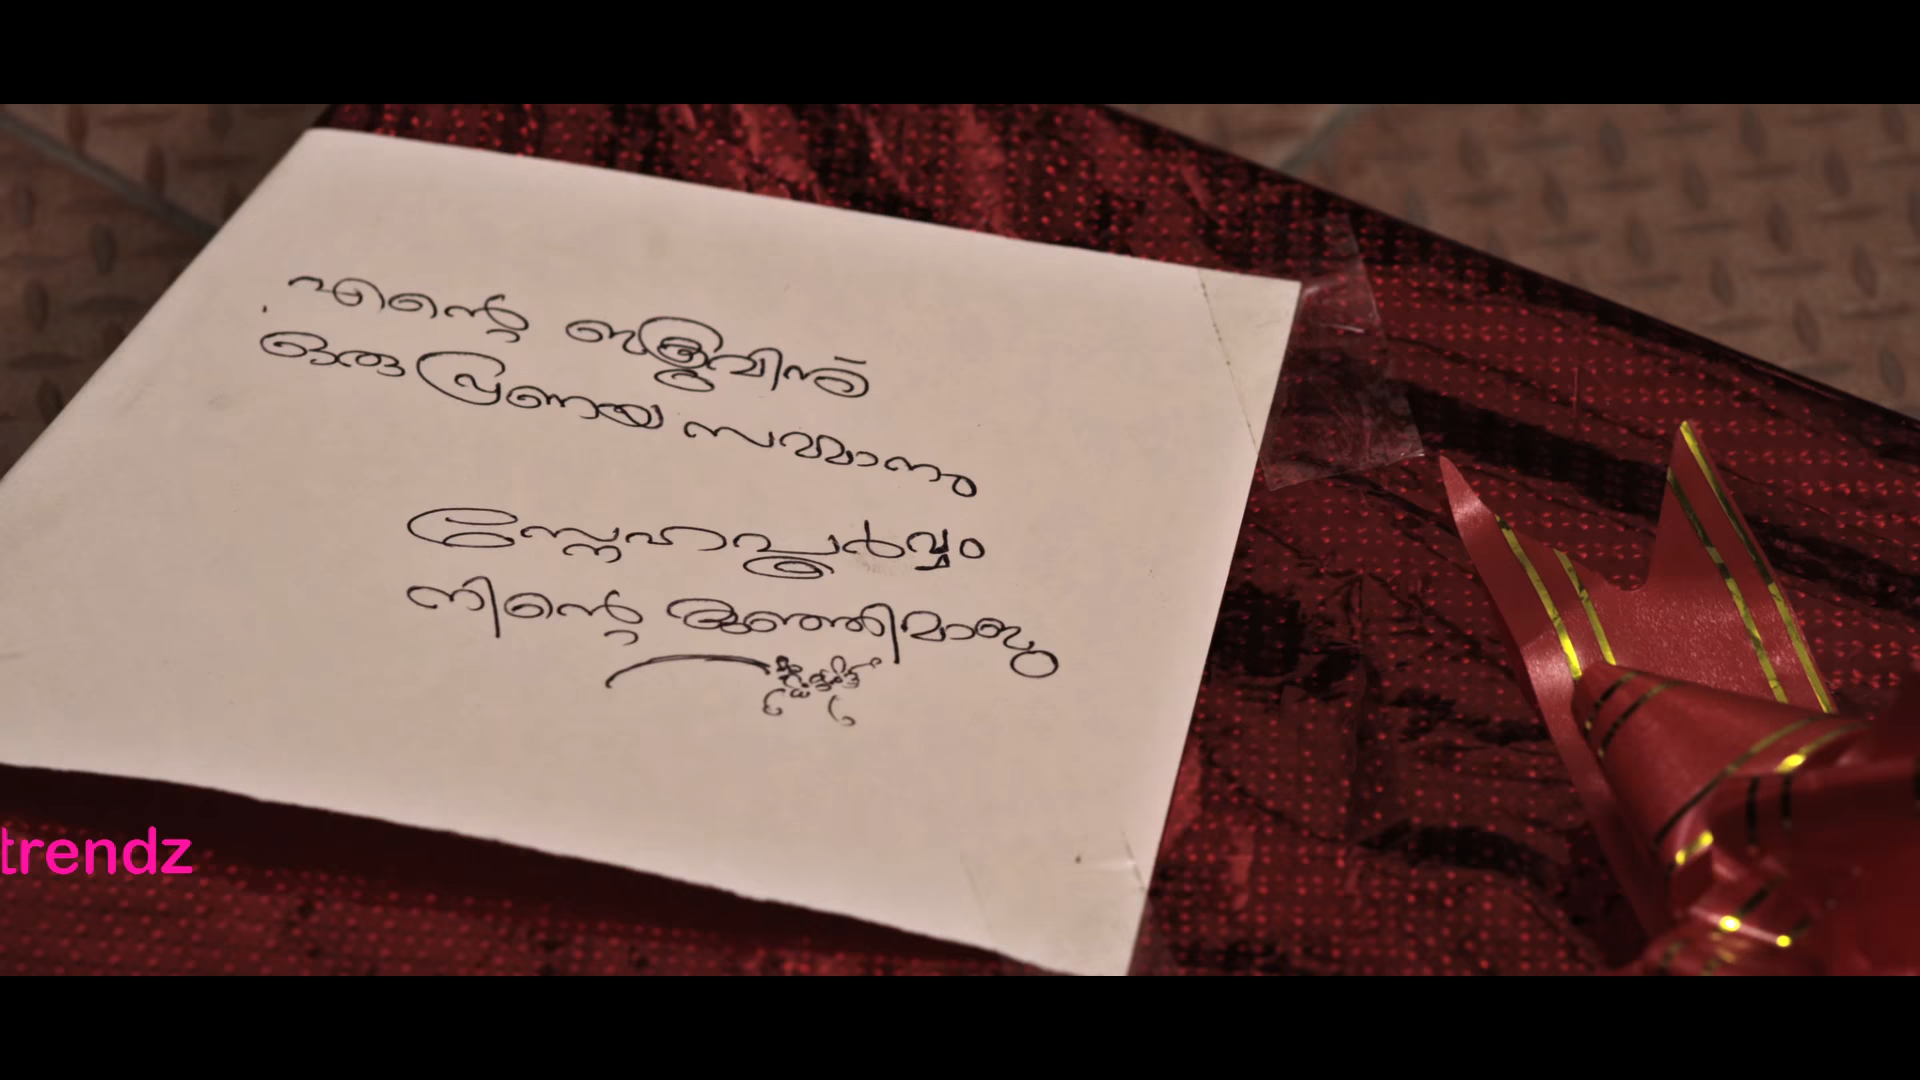 എന്റെ ബ്ലൂവിന്
ഒരു പ്രണയ സമ്മാനം
സ്നേഹപൂർവ്വം
നിന്റെ കുഞ്ഞിമാളു
trendz